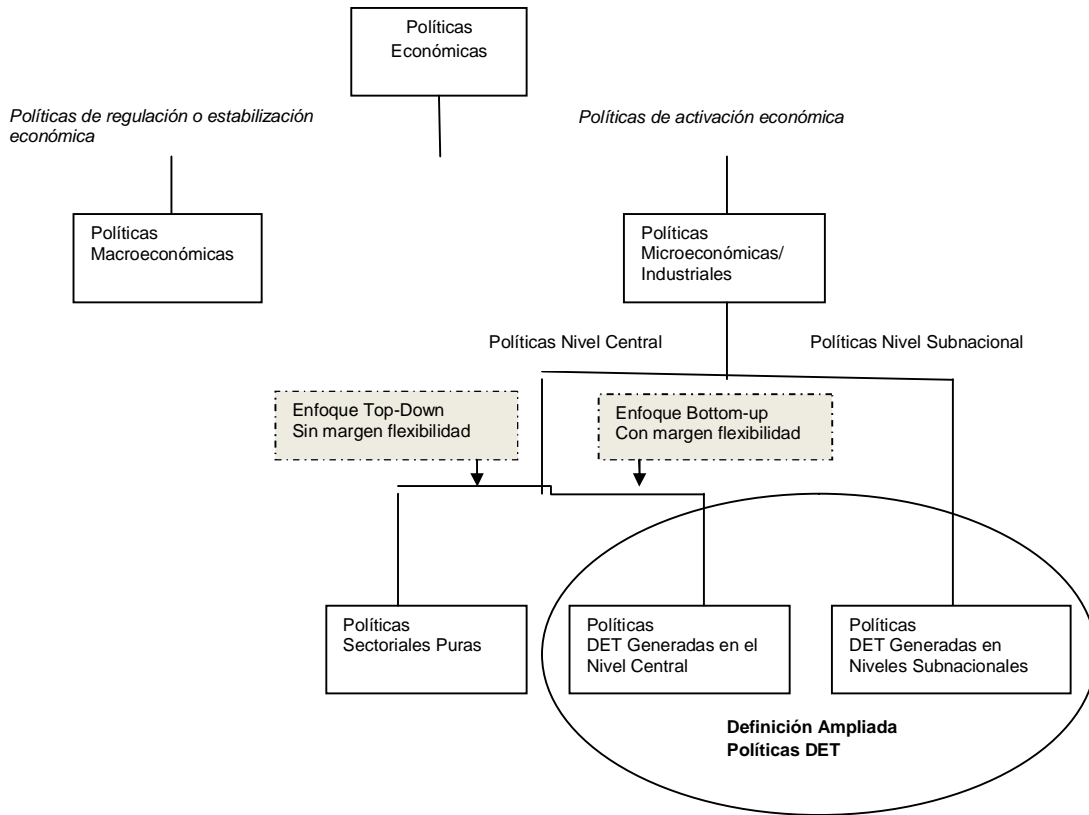 Políticas
Económicas
Políticas de regulación o estabilización
económica
Políticas de activación económica
Políticas
Macroeconómicas
Políticas
Microeconómicas/
Industriales
Políticas Nivel Central
Políticas Nivel Subnacional
Enfoque Top-Down
Sin margen flexibilidad
Enfoque Bottom-up
Con margen flexibilidad
Políticas
Sectoriales Puras
Políticas
DET Generadas en el
Nivel Central
Políticas
DET Generadas en
Niveles Subnacionales
Definición Ampliada
Políticas DET